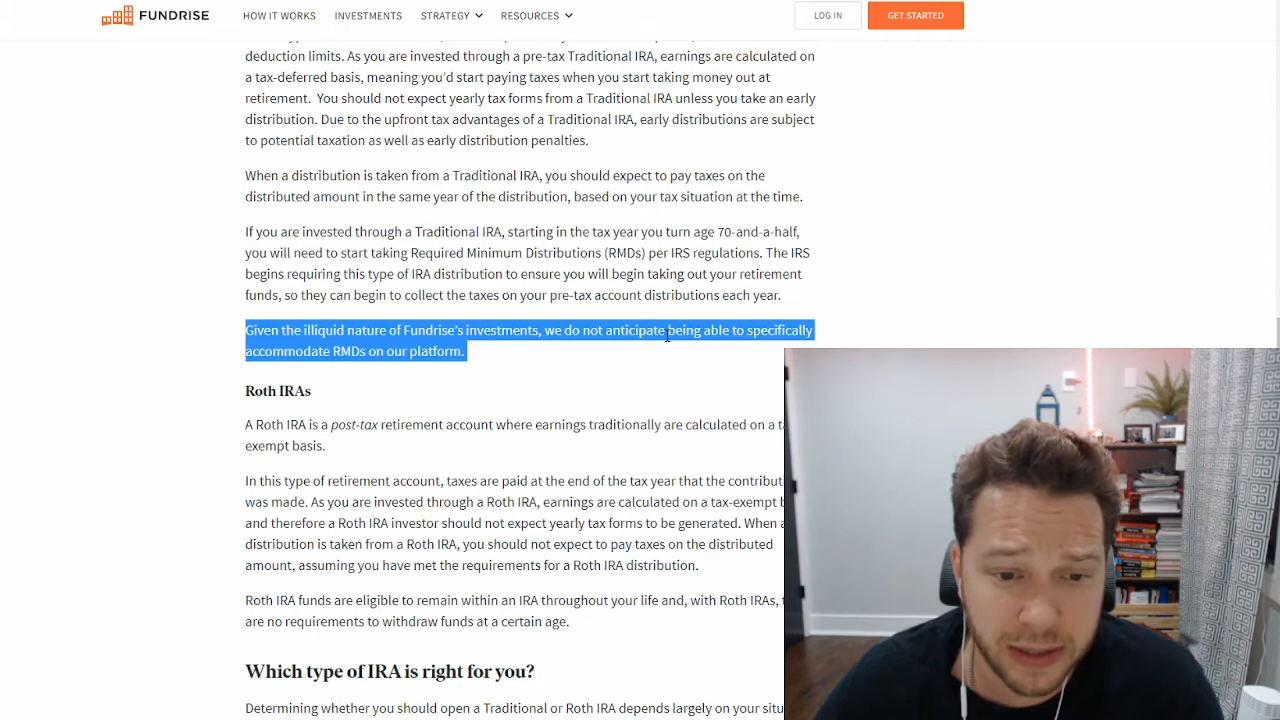 FUNDRISE
HOW IT WORKS
INVESTMENTS
STRATEGY
RESOURCES
LOG IN
GET STARTED
deduction limits. As you are invested through a pre-tax Traditional IRA, earnings are calculated on
a tax-deferred basis, meaning you'd start paying taxes when you start taking money out at
retirement. You should not expect yearly tax forms from a Traditional IRA unless you take an early
distribution. Due to the upfront tax advantages of a Traditional IRA, early distributions are subject
to potential taxation as well as early distribution penalties.
When a distribution is taken from a Traditional IRA, you should expect to pay taxes on the
distributed amount in the same year of the distribution, based on your tax situation at the time.
If you are invested through a Traditional IRA, starting in the tax year you turn age 70-and-a-half,
you will need to start taking Required Minimum Distributions (RMDs) per IRS regulations. The IRS
begins requiring this type of IRA distribution to ensure you will begin taking out your retirement
funds, so they can begin to collect the taxes on your pre-tax account distributions each year.
Given the illiquid nature of Fundrise's investments, we do not anticipate being able to specifically
accommodate RMDs on our platform.
Roth IRAs
A Roth IRA is a post-tax retirement account where earnings traditionally are calculated on a
exempt basis.
In this type of retirement account, taxes are paid at the end of the tax year that the
was made. As you are invested through a Roth IRA, earnings are calculated on a tax-exempt
and therefore a Roth IRA investor should not expect yearly tax forms to be generated. When a
distribution is taken from a Roth IRA, you should not expect to pay taxes on the distributed
amount, assuming you have met the requirements for a Roth IRA distribution.
Roth IRA funds are eligible to remain within an IRA throughout your life and, with Roth IRAs,
are no requirements to withdraw funds at a certain age.
Which type of IRA is right for you?
Determining whether you should open a Traditional or Roth IRA depends largely on your